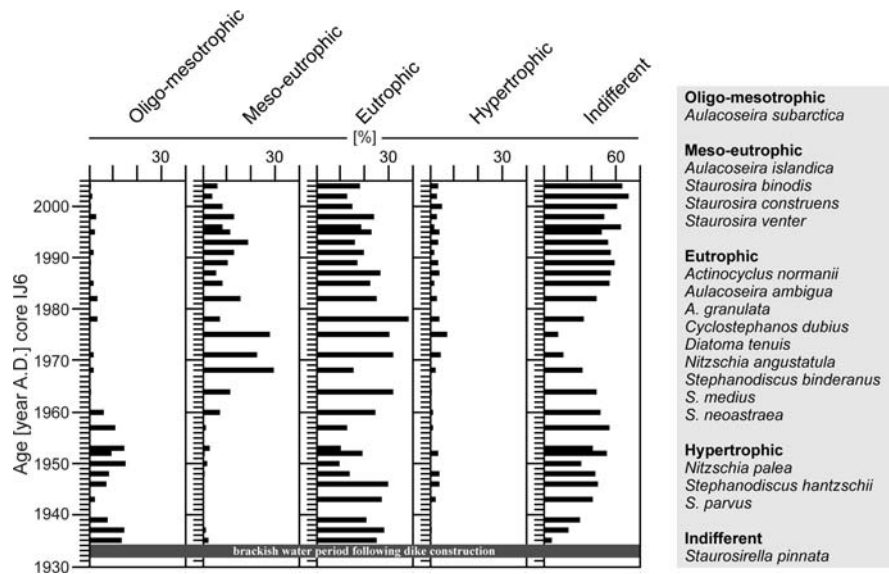 Oligo-mesotrophic
Meso-eutrophic
Eutrophic
Hypertrophic
Indifferent
[%]
30
30
30
30
60
Age [year A.D.] core IJ6
2000
1990
1980
1970
1960
1950
1940
1930
brackish water period following dike construction
Oligo-mesotrophic
Aulacoseira subarctica
Meso-eutrophic
Aulacoseira islandica
Staurosira binodis
Staurosira construens
Staurosira venter
Eutrophic
Actinocyclus normanii
Aulacoseira ambigua
A. granulata
Cyclostephanos dubius
Diatoma tenuis
Nitzschia angustatula
Stephanodiscus binderanus
S. medius
S. neoastraea
Hypertrophic
Nitzschia palea
Stephanodiscus hantzschii
S. parvus
Indifferent
Staurosirella pinnata